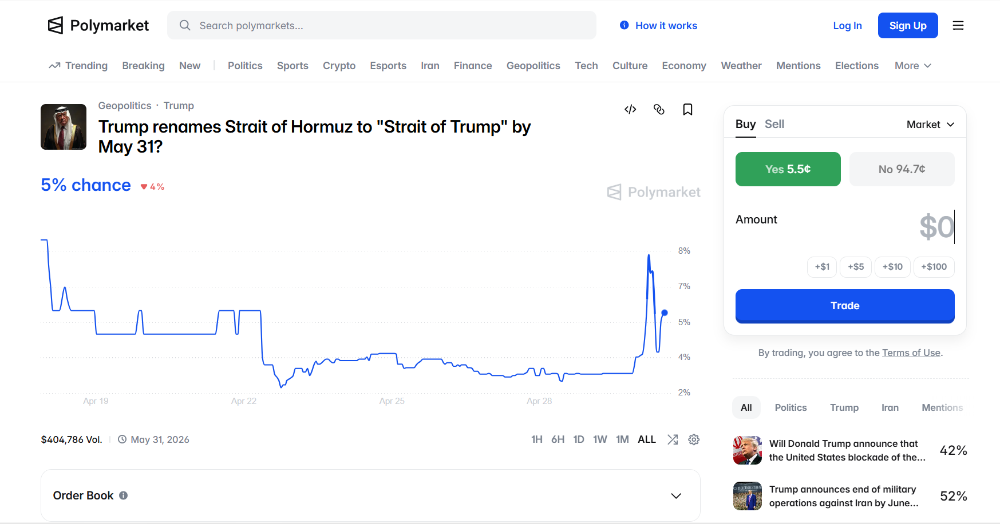 Polymarket
Search polymarkets...
How it works
Log In
Sign Up
Trending
Breaking
New
Politics
Sports
Crypto
Esports
Iran
Finance
Geopolitics
Tech
Culture
Economy
Weather
Mentions
Elections
More
Geopolitics · Trump
Trump renames Strait of Hormuz to "Strait of Trump" by
May 31?
5% chance
4%
Polymarket
8%
7%
5%
4%
2%
Apr 19
Apr 22
Apr 25
Apr 28
$404,786 Vol.
May 31, 2026
1H
6H
1D
1W
1M
ALL
Order Book
Buy
Sell
Market
Yes 5.5¢
No 94.7¢
Amount
$0
+$1
+$5
+$10
+$100
Trade
By trading, you agree to the Terms of Use.
All
Politics
Trump
Iran
Mentions
Will Donald Trump announce that
the United States blockade of the...
42%
Trump announces end of military
operations against Iran by June...
52%